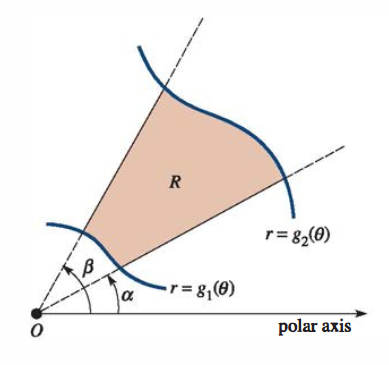 R
r = g₂(θ)
β
α
r = g₁(θ)
O
polar axis